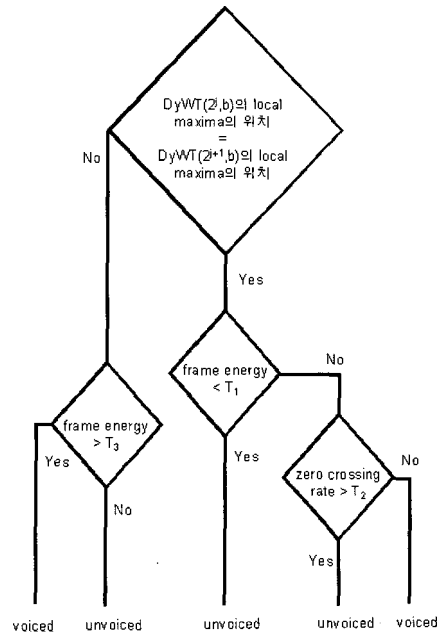 DyWT(2ʲ,b)의 local
maxima의 위치
=
DyWT(2ʲ⁺¹,b)의 local
maxima의 위치
No
Yes
frame energy
< T₁
No
frame energy
> T₃
Yes
No
Yes
zero crossing
rate > T₂
No
Yes
voiced
unvoiced
unvoiced
unvoiced
voiced